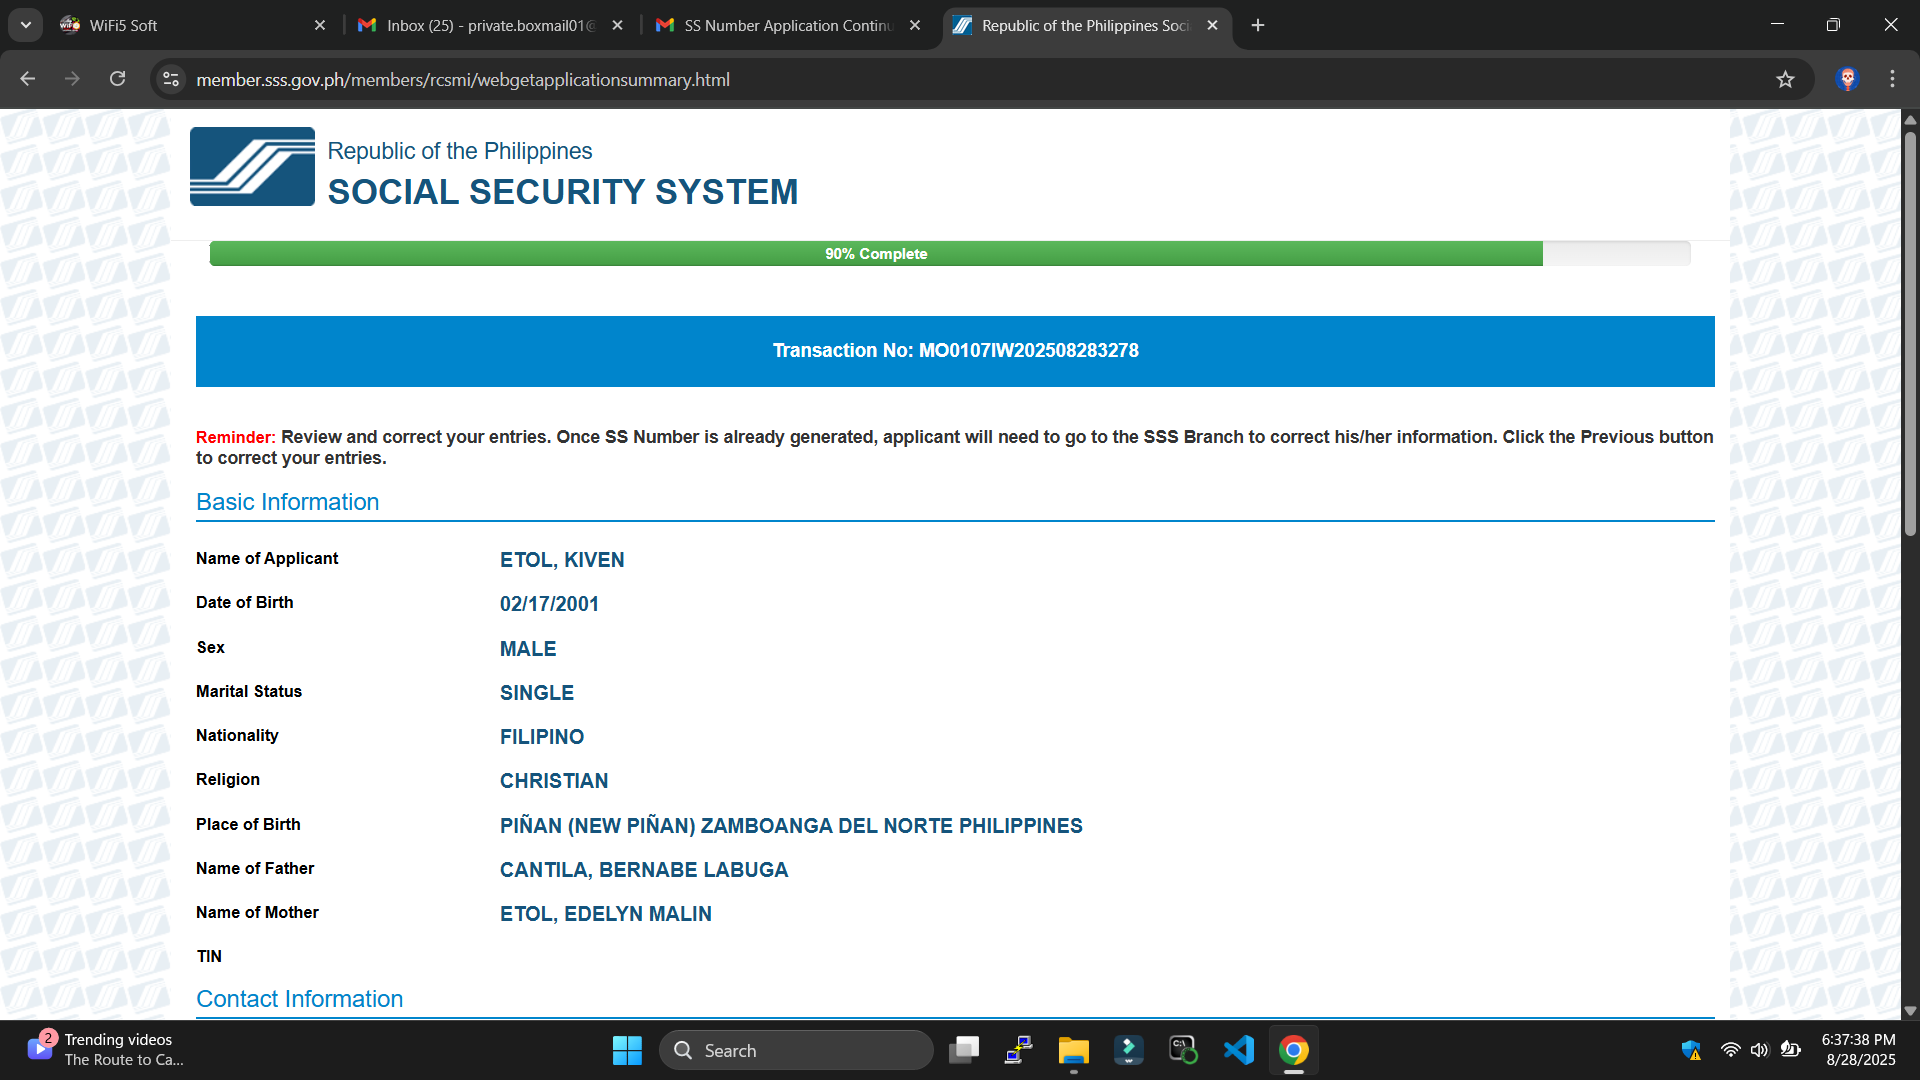 WiFi5 Soft
Inbox (25) - private.boxmail01@
SS Number Application Continu
Republic of the Philippines Soci
member.sss.gov.ph/members/rcsmi/webgetapplicationsummary.html
Republic of the Philippines
SOCIAL SECURITY SYSTEM
90% Complete
Transaction No: MO0107IW202508283278
Reminder: Review and correct your entries. Once SS Number is already generated, applicant will need to go to the SSS Branch to correct his/her information. Click the Previous button
to correct your entries.
Basic Information
Name of Applicant ETOL, KIVEN
Date of Birth 02/17/2001
Sex MALE
Marital Status SINGLE
Nationality FILIPINO
Religion CHRISTIAN
Place of Birth PIÑAN (NEW PIÑAN) ZAMBOANGA DEL NORTE PHILIPPINES
Name of Father CANTILA, BERNABE LABUGA
Name of Mother ETOL, EDELYN MALIN
TIN
Contact Information
2
Trending videos
The Route to Ca...
Search
6:37:38 PM
8/28/2025